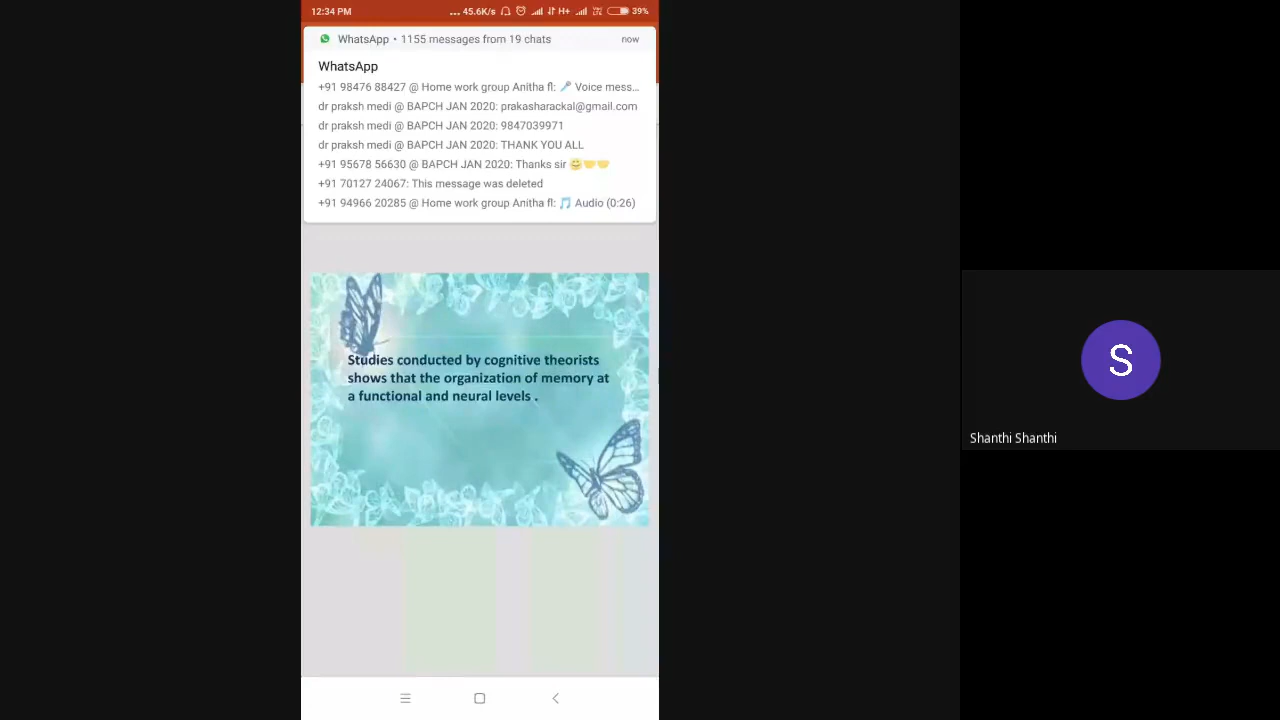 12:34 PM ... 45.6K/s H+ 39%
WhatsApp • 1155 messages from 19 chats now
WhatsApp
+91 98476 88427 @ Home work group Anitha fl: 🎤 Voice mess...
dr praksh medi @ BAPCH JAN 2020: prakasharackal@gmail.com
dr praksh medi @ BAPCH JAN 2020: 9847039971
dr praksh medi @ BAPCH JAN 2020: THANK YOU ALL
+91 95678 56630 @ BAPCH JAN 2020: Thanks sir 😀🤝🤝
+91 70127 24067: This message was deleted
+91 94966 20285 @ Home work group Anitha fl: 🎵 Audio (0:26)
Studies conducted by cognitive theorists
shows that the organization of memory at
a functional and neural levels .
S
Shanthi Shanthi